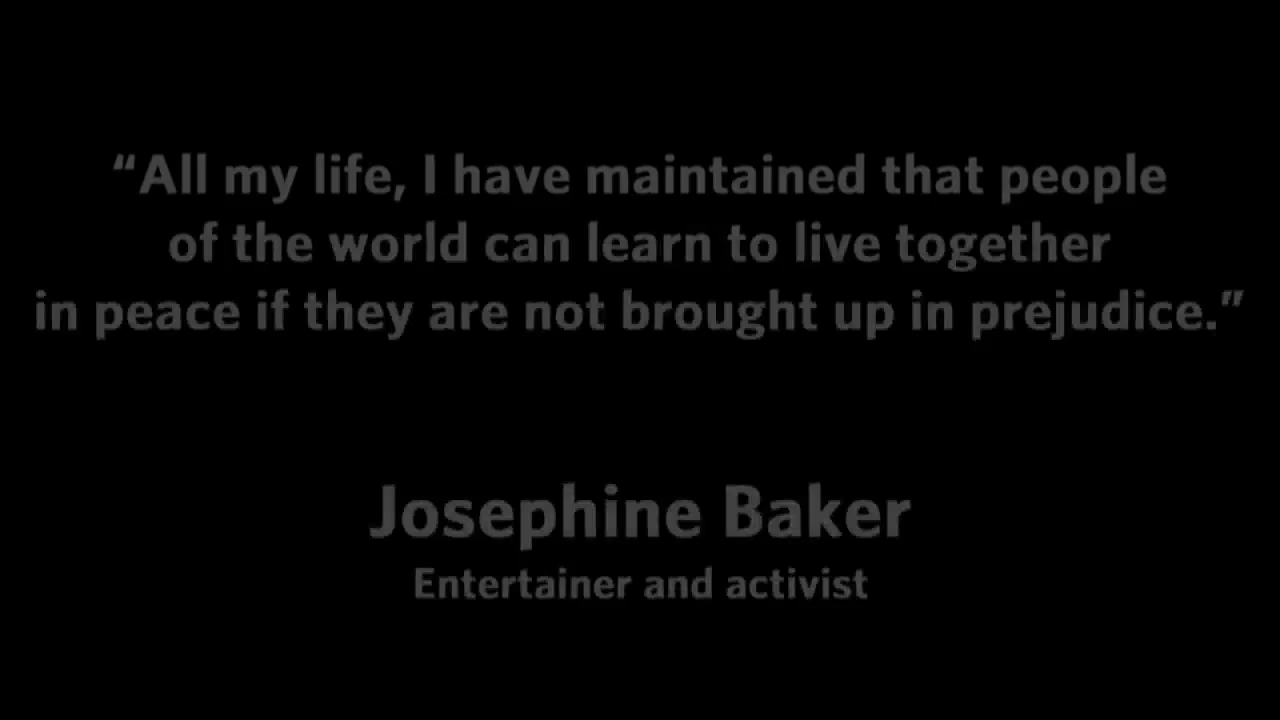 “All my life, I have maintained that people
of the world can learn to live together
in peace if they are not brought up in prejudice.”
Josephine Baker
Entertainer and activist